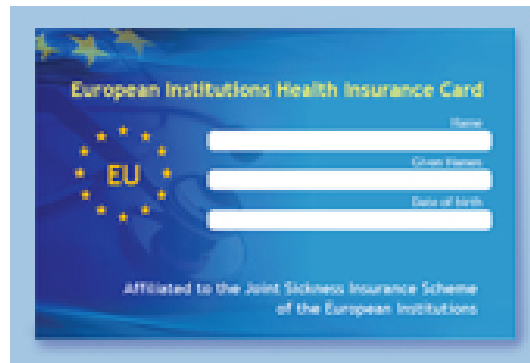 European Institutions Health Insurance Card
Name
Given Names
EU
Date of birth
Affiliated to the Joint Sickness Insurance Scheme
of the European Institutions